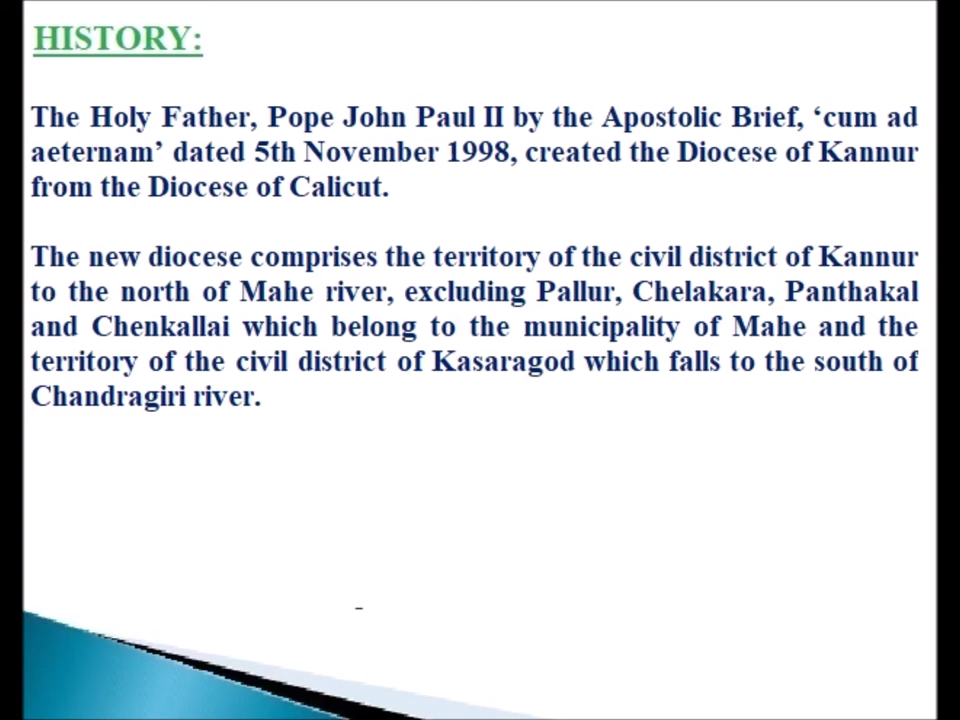 HISTORY:
The Holy Father, Pope John Paul II by the Apostolic Brief, ‘cum ad
aeternam’ dated 5th November 1998, created the Diocese of Kannur
from the Diocese of Calicut.
The new diocese comprises the territory of the civil district of Kannur
to the north of Mahe river, excluding Pallur, Chelakara, Panthakal
and Chenkallai which belong to the municipality of Mahe and the
territory of the civil district of Kasaragod which falls to the south of
Chandragiri river.
-